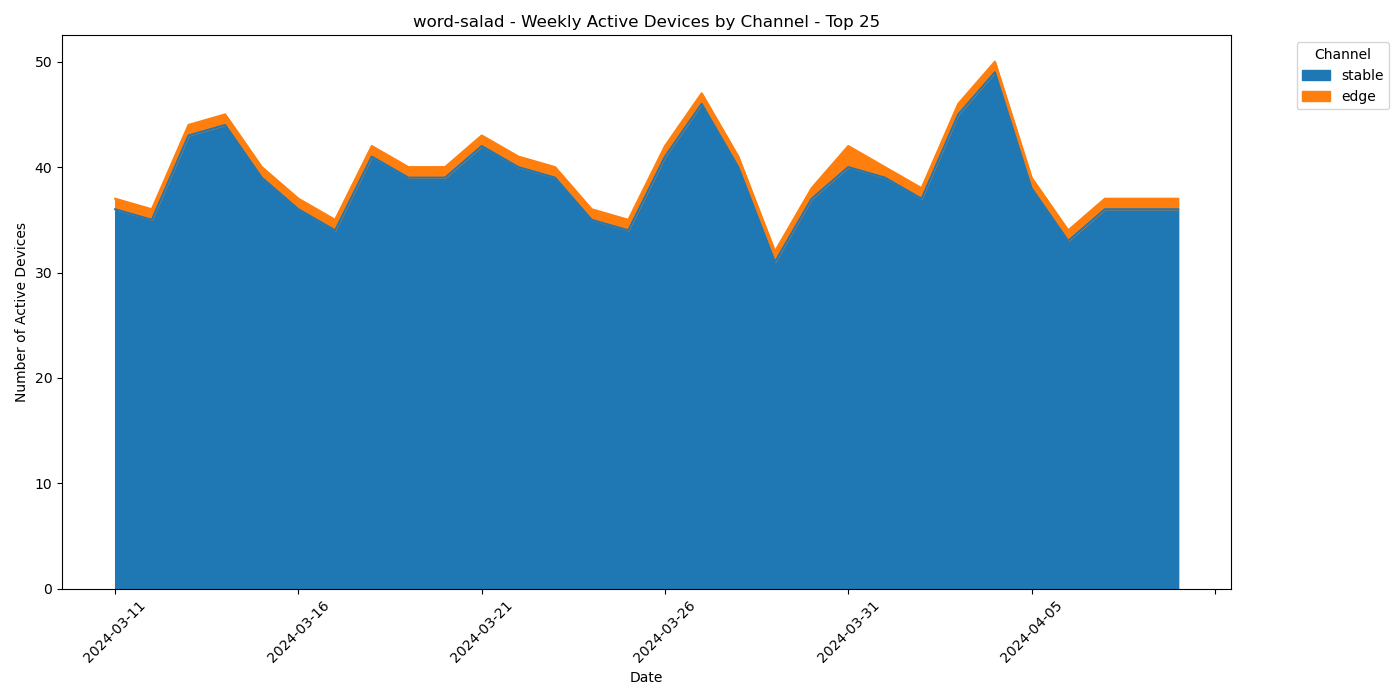 word-salad - Weekly Active Devices by Channel - Top 25
Channel
stable
edge
Number of Active Devices
50
40
30
20
10
0
2024-03-11
2024-03-16
2024-03-21
2024-03-26
2024-03-31
2024-04-05
Date